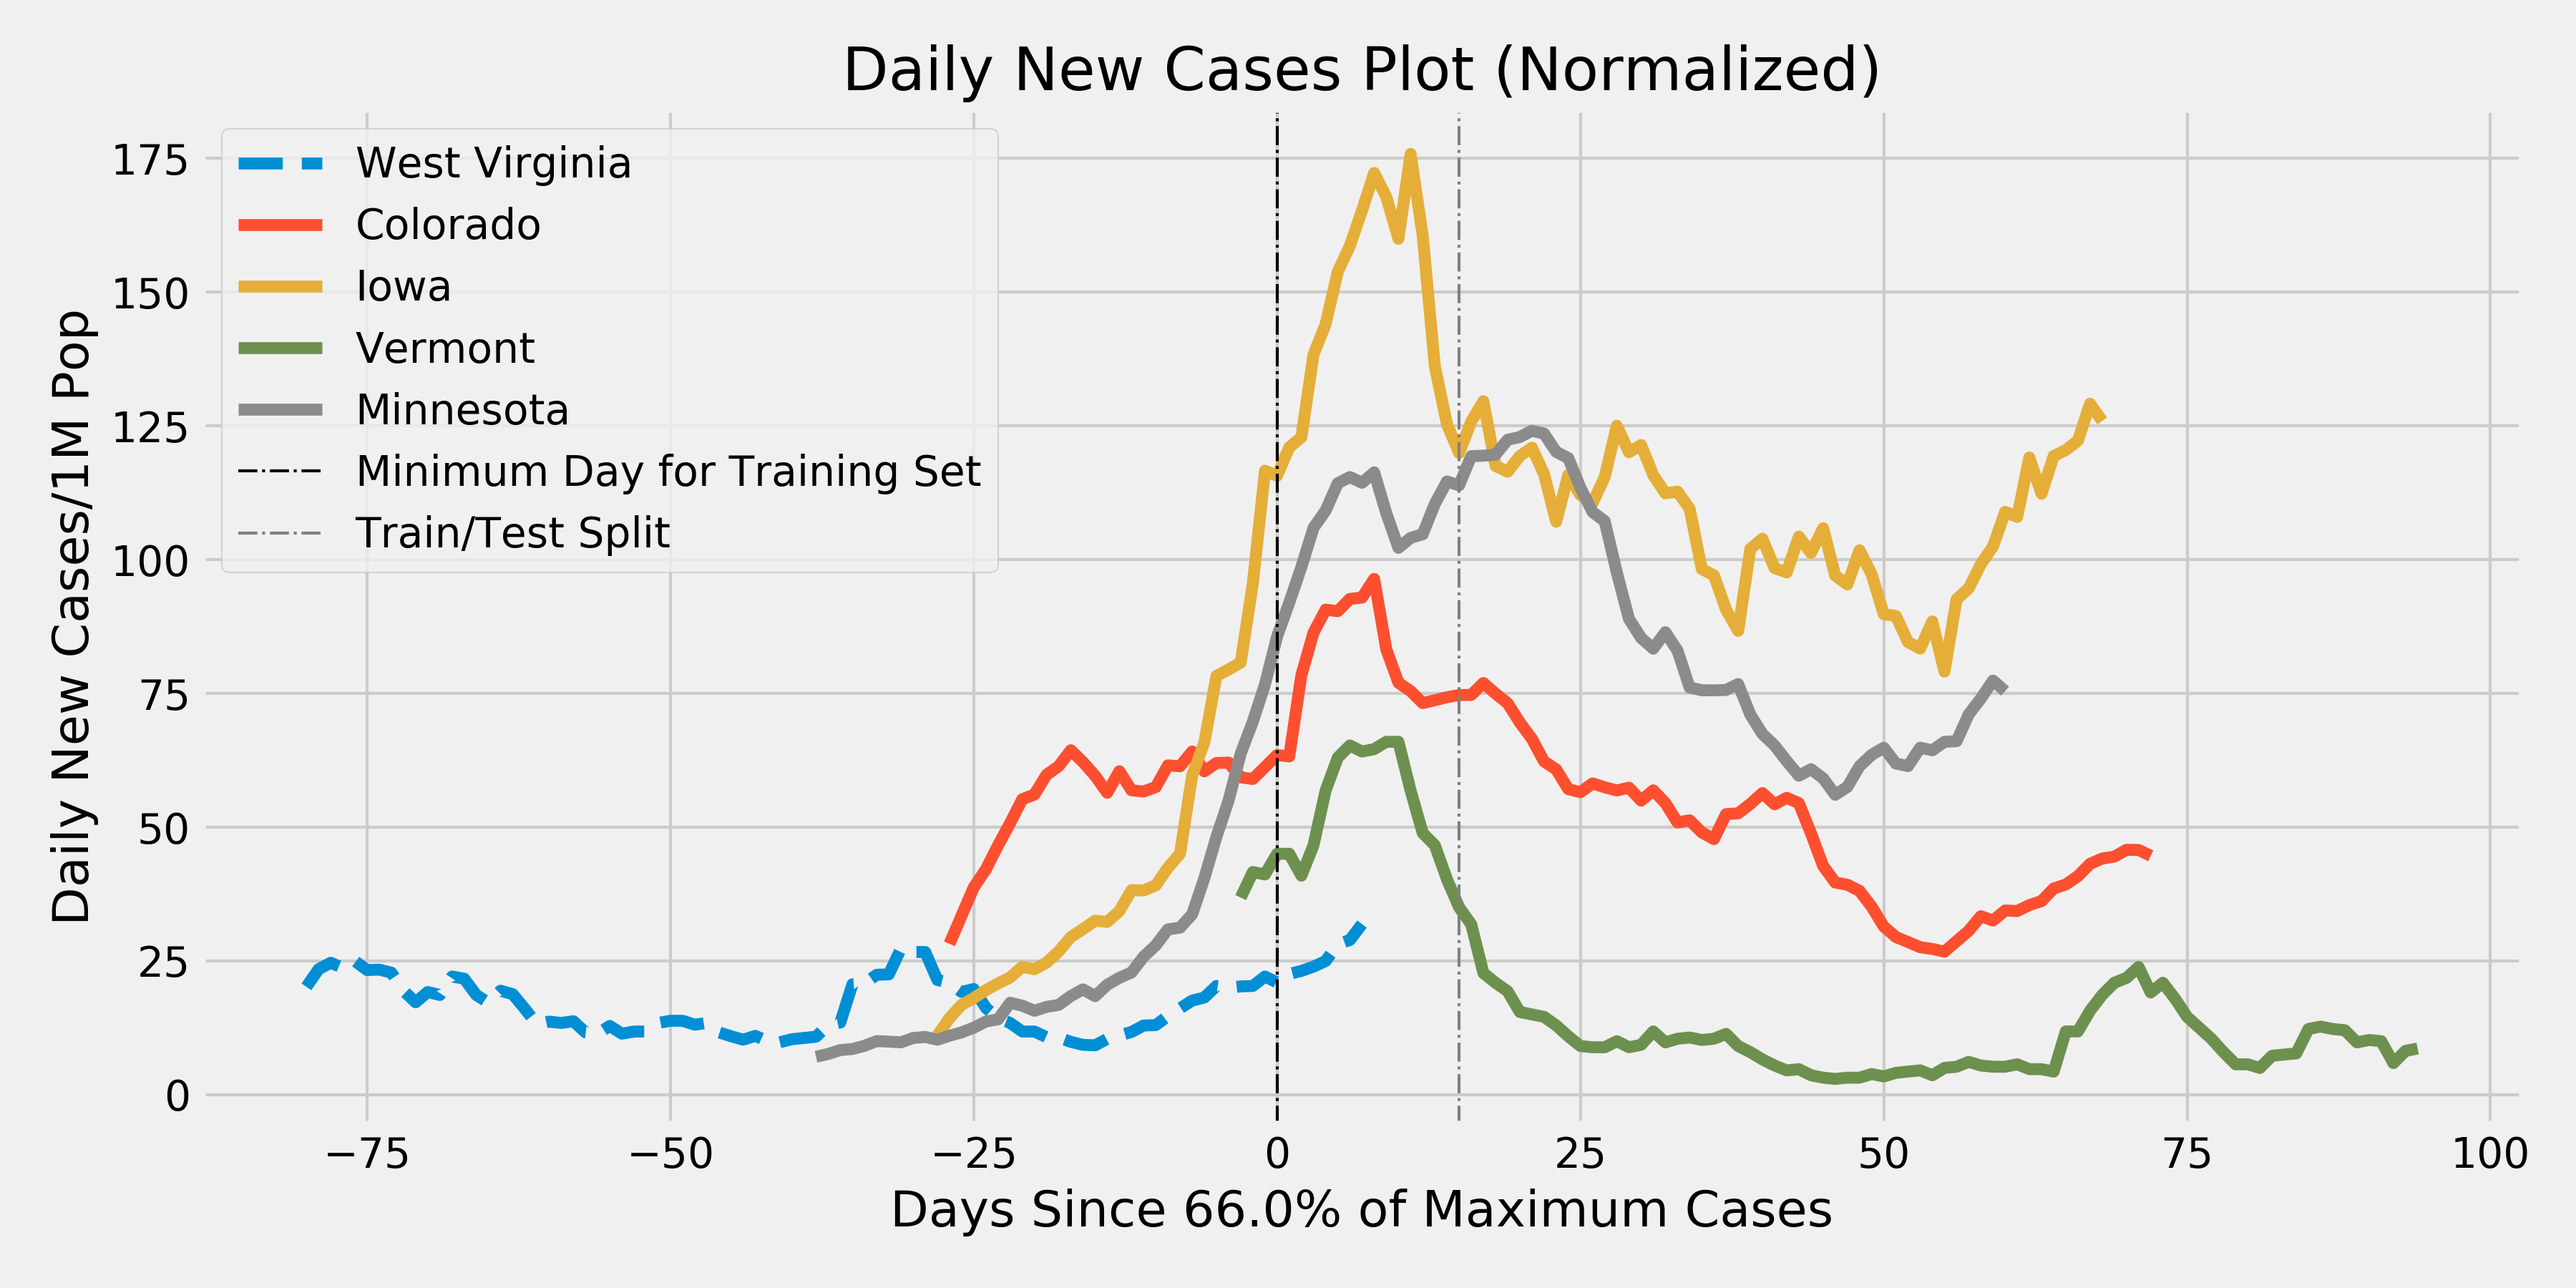 Daily New Cases Plot (Normalized)
West Virginia
Colorado
Iowa
Vermont
Minnesota
Minimum Day for Training Set
Train/Test Split
Daily New Cases/1M Pop
175
150
125
100
75
50
25
0
−75 −50 −25 0 25 50 75 100
Days Since 66.0% of Maximum Cases